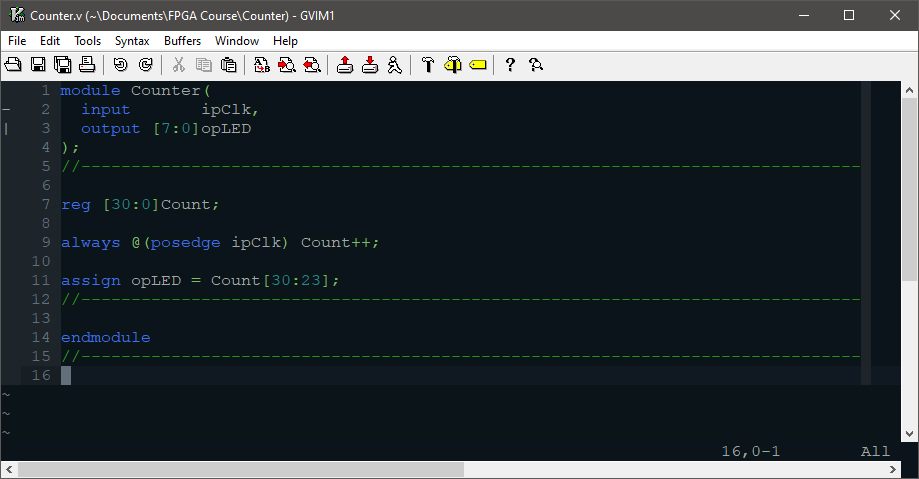 Counter.v (~\Documents\FPGA Course\Counter) - GVIM1
File Edit Tools Syntax Buffers Window Help
1 module Counter(
2   input       ipClk,
3   output [7:0]opLED
4 );
5 //------------------------------------------------------------------------------
6
7 reg [30:0]Count;
8
9 always @(posedge ipClk) Count++;
10
11 assign opLED = Count[30:23];
12 //------------------------------------------------------------------------------
13
14 endmodule
15 //------------------------------------------------------------------------------
16
~
~
~
16,0-1 All